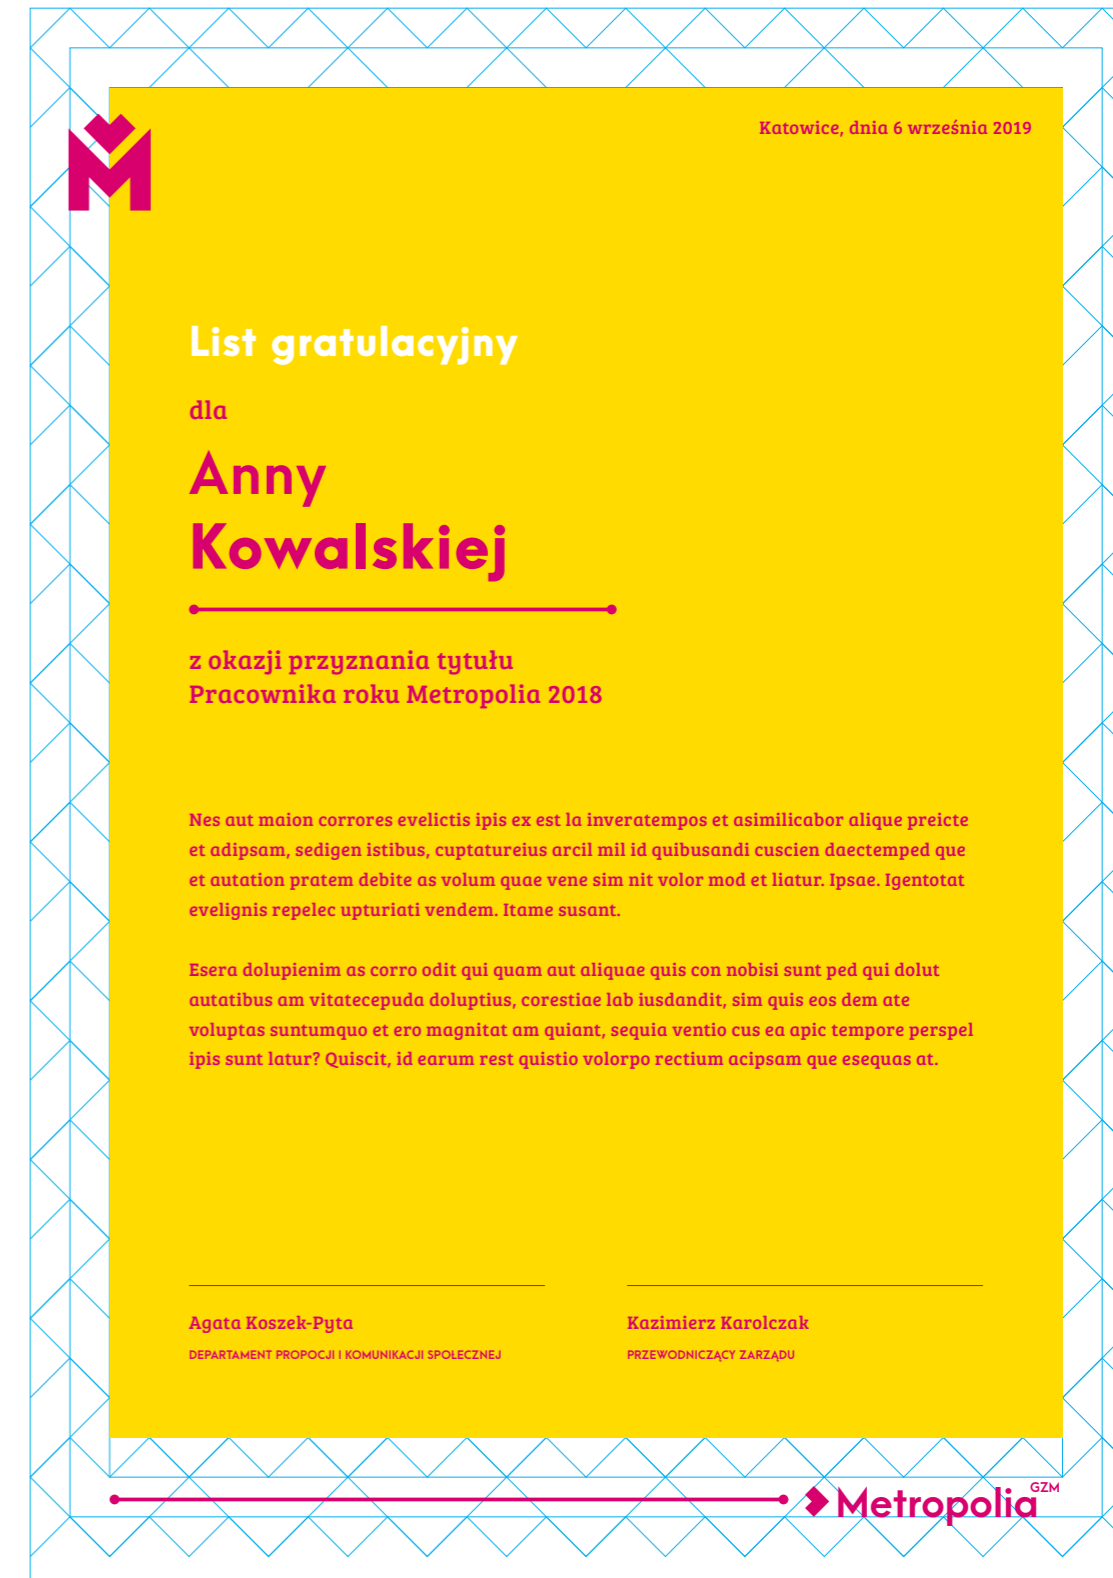 Katowice, dnia 6 września 2019
List gratulacyjny
dla
Anny
Kowalskiej
z okazji przyznania tytułu
Pracownika roku Metropolia 2018
Nes aut maion corrores evelictis ipis ex est la inveratempos et asimilicabor alique preicte
et adipsam, sedigen istibus, cuptatureius arcil mil id quibusandi cuscien daectemped que
et autation pratem debite as volum quae vene sim nit volor mod et liatur. Ipsae. Igentotat
evelignis repelec upturiati vendem. Itame susant.
Esera dolupienim as corro odit qui quam aut aliquae quis con nobisi sunt ped qui dolut
autatibus am vitatecepuda doluptius, corestiae lab iusdandit, sim quis eos dem ate
voluptas suntumquo et ero magnitat am quiant, sequia ventio cus ea apic tempore perspel
ipis sunt latur? Quiscit, id earum rest quistio volorpo rectium acipsam que esequas at.
Agata Koszek-Pyta
DEPARTAMENT PROPOCJI I KOMUNIKACJI SPOŁECZNEJ
Kazimierz Karolczak
PRZEWODNICZĄCY ZARZĄDU
Metropolia GZM